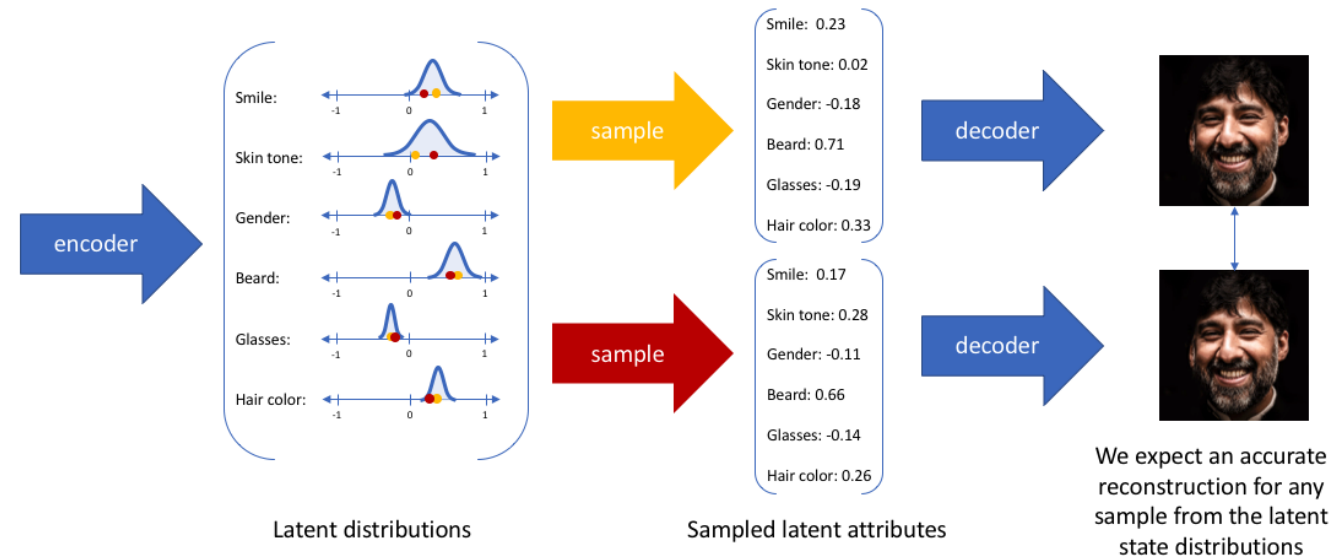 encoder
Smile:
-1 0 1
Skin tone:
-1 0 1
Gender:
-1 0 1
Beard:
-1 0 1
Glasses:
-1 0 1
Hair color:
-1 0 1
Latent distributions
sample
sample
Smile: 0.23
Skin tone: 0.02
Gender: -0.18
Beard: 0.71
Glasses: -0.19
Hair color: 0.33
Smile: 0.17
Skin tone: 0.28
Gender: -0.11
Beard: 0.66
Glasses: -0.14
Hair color: 0.26
Sampled latent attributes
decoder
decoder
We expect an accurate
reconstruction for any
sample from the latent
state distributions